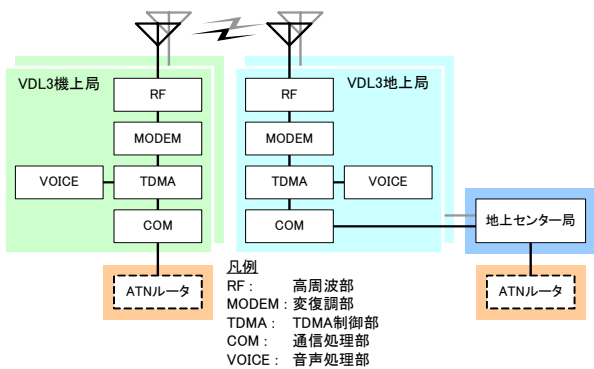 VDL3機上局
RF
MODEM
VOICE
TDMA
COM
ATNルータ
VDL3地上局
RF
MODEM
TDMA
VOICE
COM
地上センター局
ATNルータ
凡例
RF： 高周波部
MODEM： 変復調部
TDMA： TDMA制御部
COM： 通信処理部
VOICE： 音声処理部